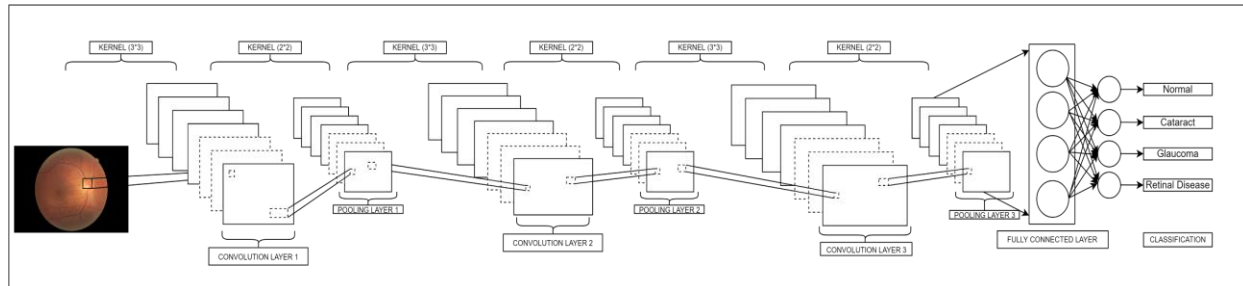 KERNEL (3*3)
KERNEL (2*2)
KERNEL (3*3)
KERNEL (2*2)
KERNEL (3*3)
KERNEL (2*2)
Normal
Cataract
Glaucoma
Retinal Disease
POOLING LAYER 1
POOLING LAYER 2
POOLING LAYER 3
CONVOLUTION LAYER 1
CONVOLUTION LAYER 2
CONVOLUTION LAYER 3
FULLY CONNECTED LAYER
CLASSIFICATION